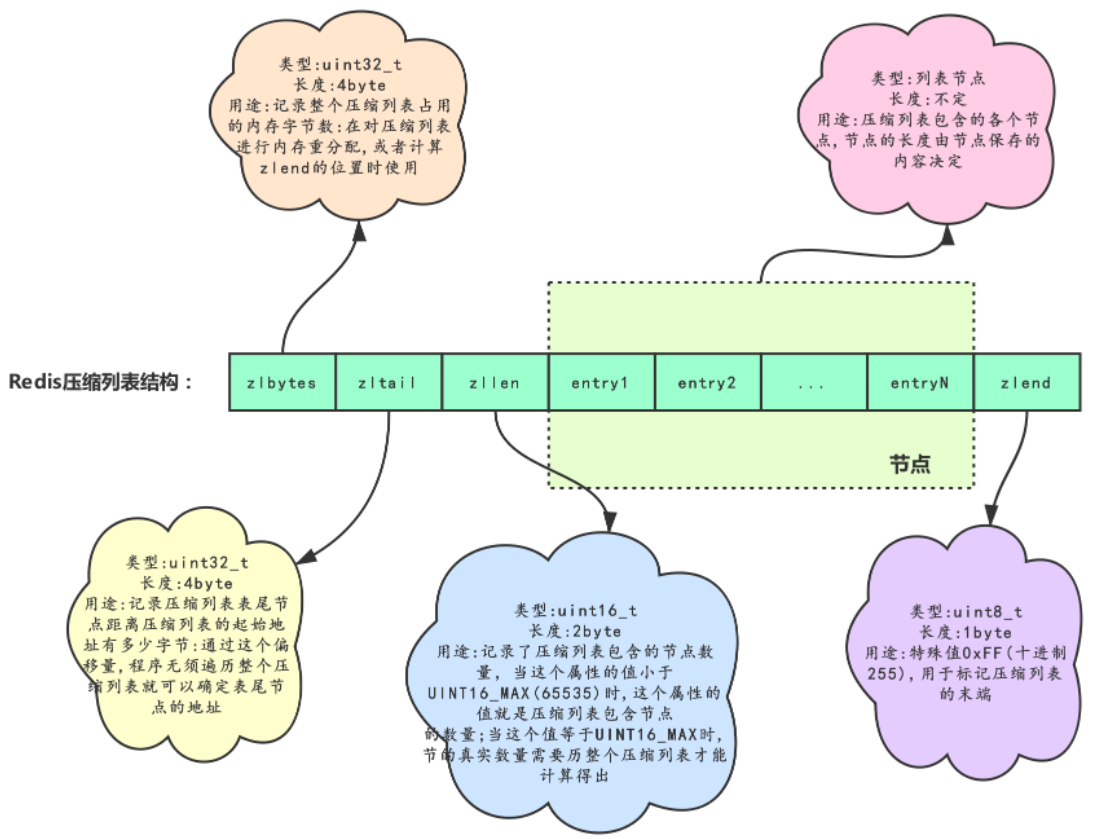 类型:uint32_t
长度:4byte
用途:记录整个压缩列表占用
的内存字节数:在对压缩列表
进行内存重分配,或者计算
zlend的位置时使用
类型:列表节点
长度:不定
用途:压缩列表包含的各个节
点,节点的长度由节点保存的
内容决定
Redis压缩列表结构：
zlbytes
zltail
zllen
entry1
entry2
...
entryN
zlend
节点
类型:uint32_t
长度:4byte
用途:记录压缩列表表尾节
点距离压缩列表的起始地
址有多少字节:通过这个偏
移量,程序无须遍历整个压
缩列表就可以确定表尾节
点的地址
类型:uint16_t
长度:2byte
用途:记录了压缩列表包含的节点数
量, 当这个属性的值小于
UINT16_MAX(65535)时,这个属性的
值就是压缩列表包含节点
的数量;当这个值等于UINT16_MAX时,
节的真实数量需要历整个压缩列表才能
计算得出
类型:uint8_t
长度:1byte
用途:特殊值0xFF(十进制
255),用于标记压缩列表
的末端